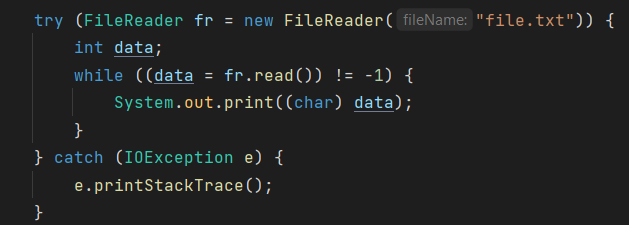 try (FileReader fr = new FileReader( fileName: "file.txt")) {
    int data;
    while ((data = fr.read()) != -1) {
        System.out.print((char) data);
    }
} catch (IOException e) {
    e.printStackTrace();
}